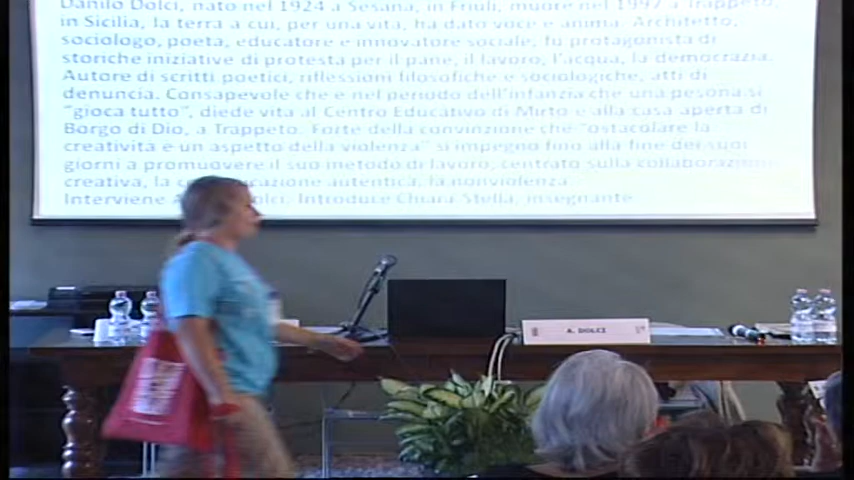 Danilo Dolci, nato nel 1924 a Sesana, in Friuli, muore nel 1997 a Trappeto,
in Sicilia, la terra a cui, per una vita, ha dato voce e anima. Architetto,
sociologo, poeta, educatore e innovatore sociale, fu protagonista di
storiche iniziative di protesta per il pane, il lavoro, l'acqua, la democrazia.
Autore di scritti poetici, riflessioni filosofiche e sociologiche, atti di
denuncia. Consapevole che è nel periodo dell'infanzia che una pesona si
"gioca tutto", diede vita al Centro Educativo di Mirto e alla casa aperta di
Borgo di Dio, a Trappeto. Forte della convinzione che "ostacolare la
creatività è un aspetto della violenza" si impegnò fino alla fine dei suoi
giorni a promuovere il suo metodo di lavoro, centrato sulla collaborazione
creativa, la autentica, la nonviolenza.
Interviene Introduce Chiara Stella, insegnante.
A. DOLCI